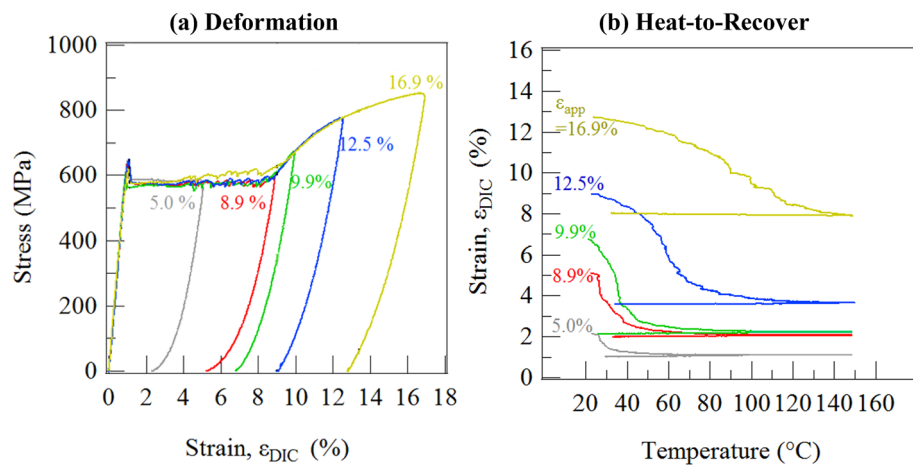 (a) Deformation
1000
800
600
400
200
0
Stress (MPa)
16.9 %
12.5 %
9.9%
8.9 %
5.0 %
0 2 4 6 8 10 12 14 16 18
Strain, εDIC (%)
(b) Heat-to-Recover
16
14
12
10
8
6
4
2
0
Strain, εDIC (%)
εapp
=16.9%
12.5%
9.9%
8.9%
5.0%
20 40 60 80 100 120 140 160
Temperature (°C)